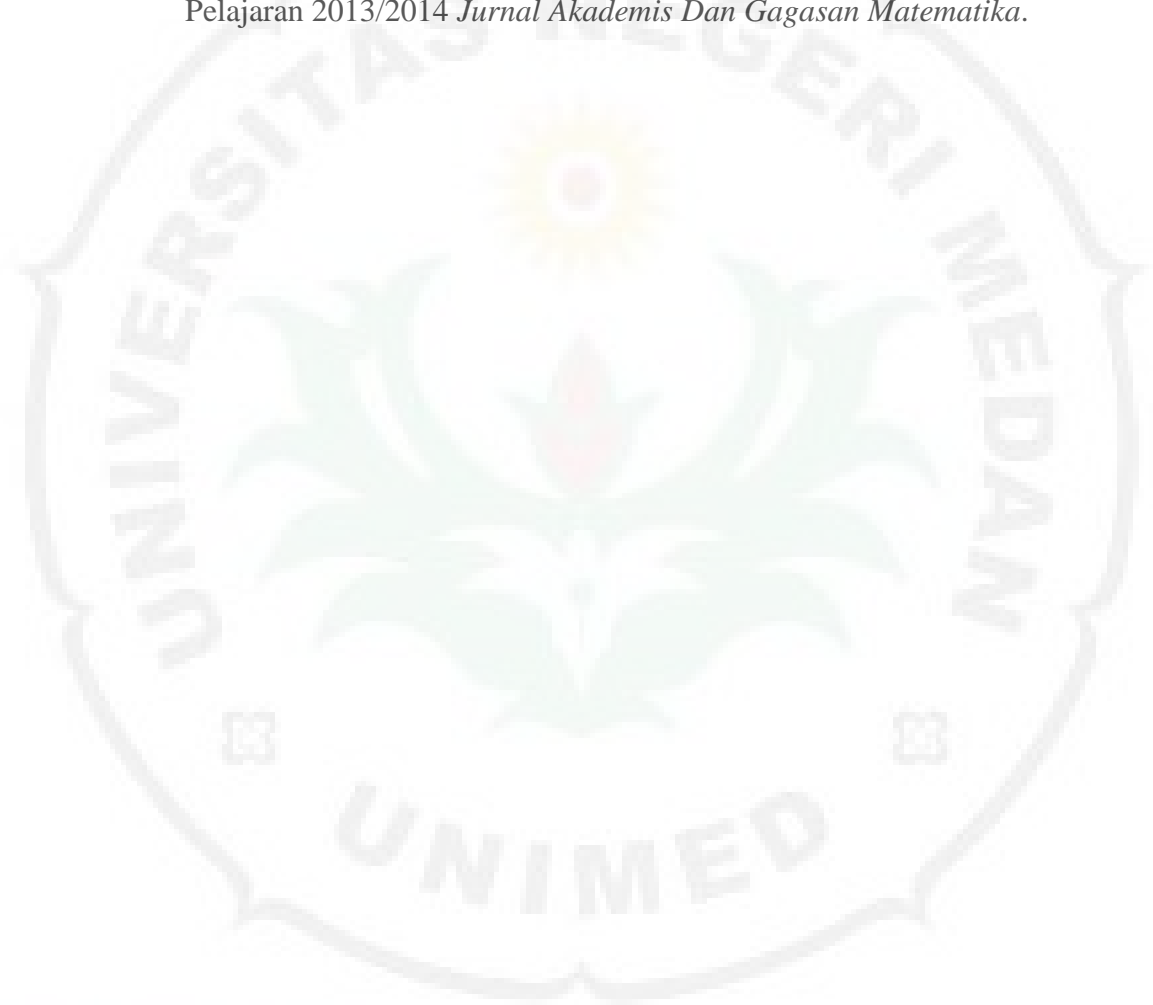 Pelajaran 2013/2014 Jurnal Akademis Dan Gagasan Matematika.
UNIVERSITAS NEGERI MEDAN
UNIMED